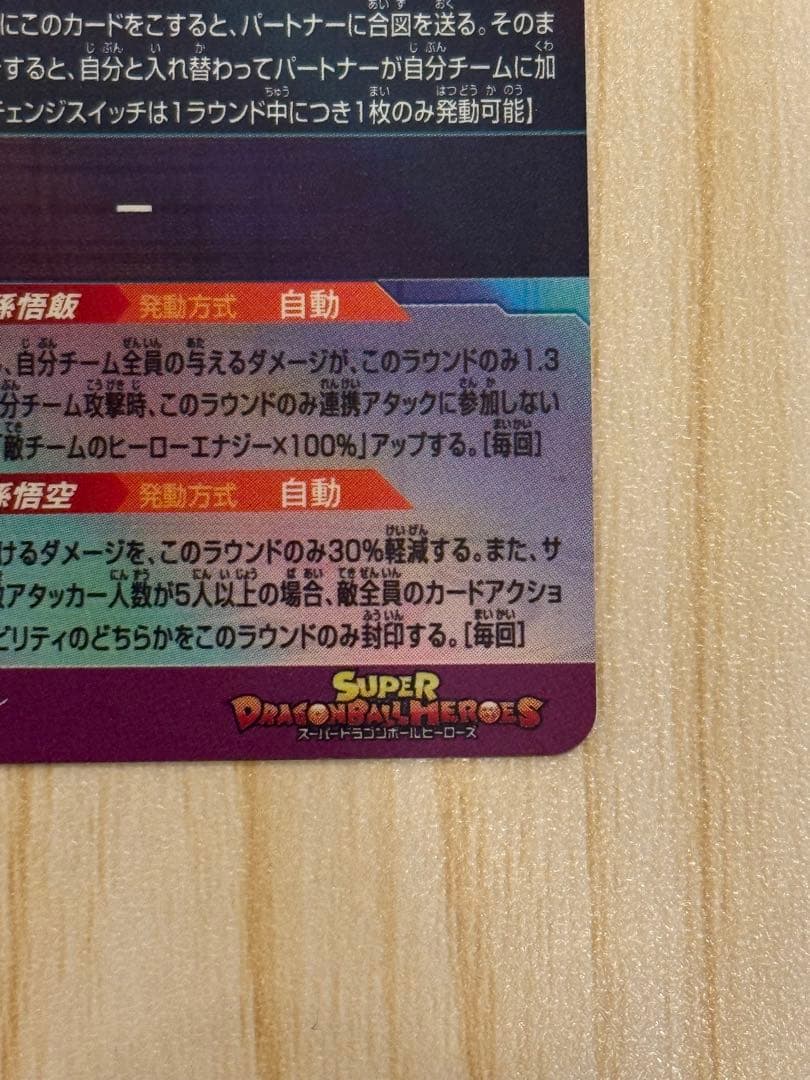 にこのカードをこすると、パートナーに合図を送る。そのま
すると、自分と入れ替わってパートナーが自分チームに加
チェンジスイッチは1ラウンド中につき1枚のみ発動可能】
ー
孫悟飯 発動方式 自動
、自分チーム全員の与えるダメージが、このラウンドのみ1.3
分チーム攻撃時、このラウンドのみ連携アタックに参加しない
「敵チームのヒーローエナジー×100%」アップする。[毎回]
孫悟空 発動方式 自動
けるダメージを、このラウンドのみ30%軽減する。また、サ
アタッカー人数が5人以上の場合、敵全員のカードアクショ
ビリティのどちらかをこのラウンドのみ封印する。[毎回]
SUPER
DRAGONBALL HEROES
スーパードラゴンボールヒーローズ